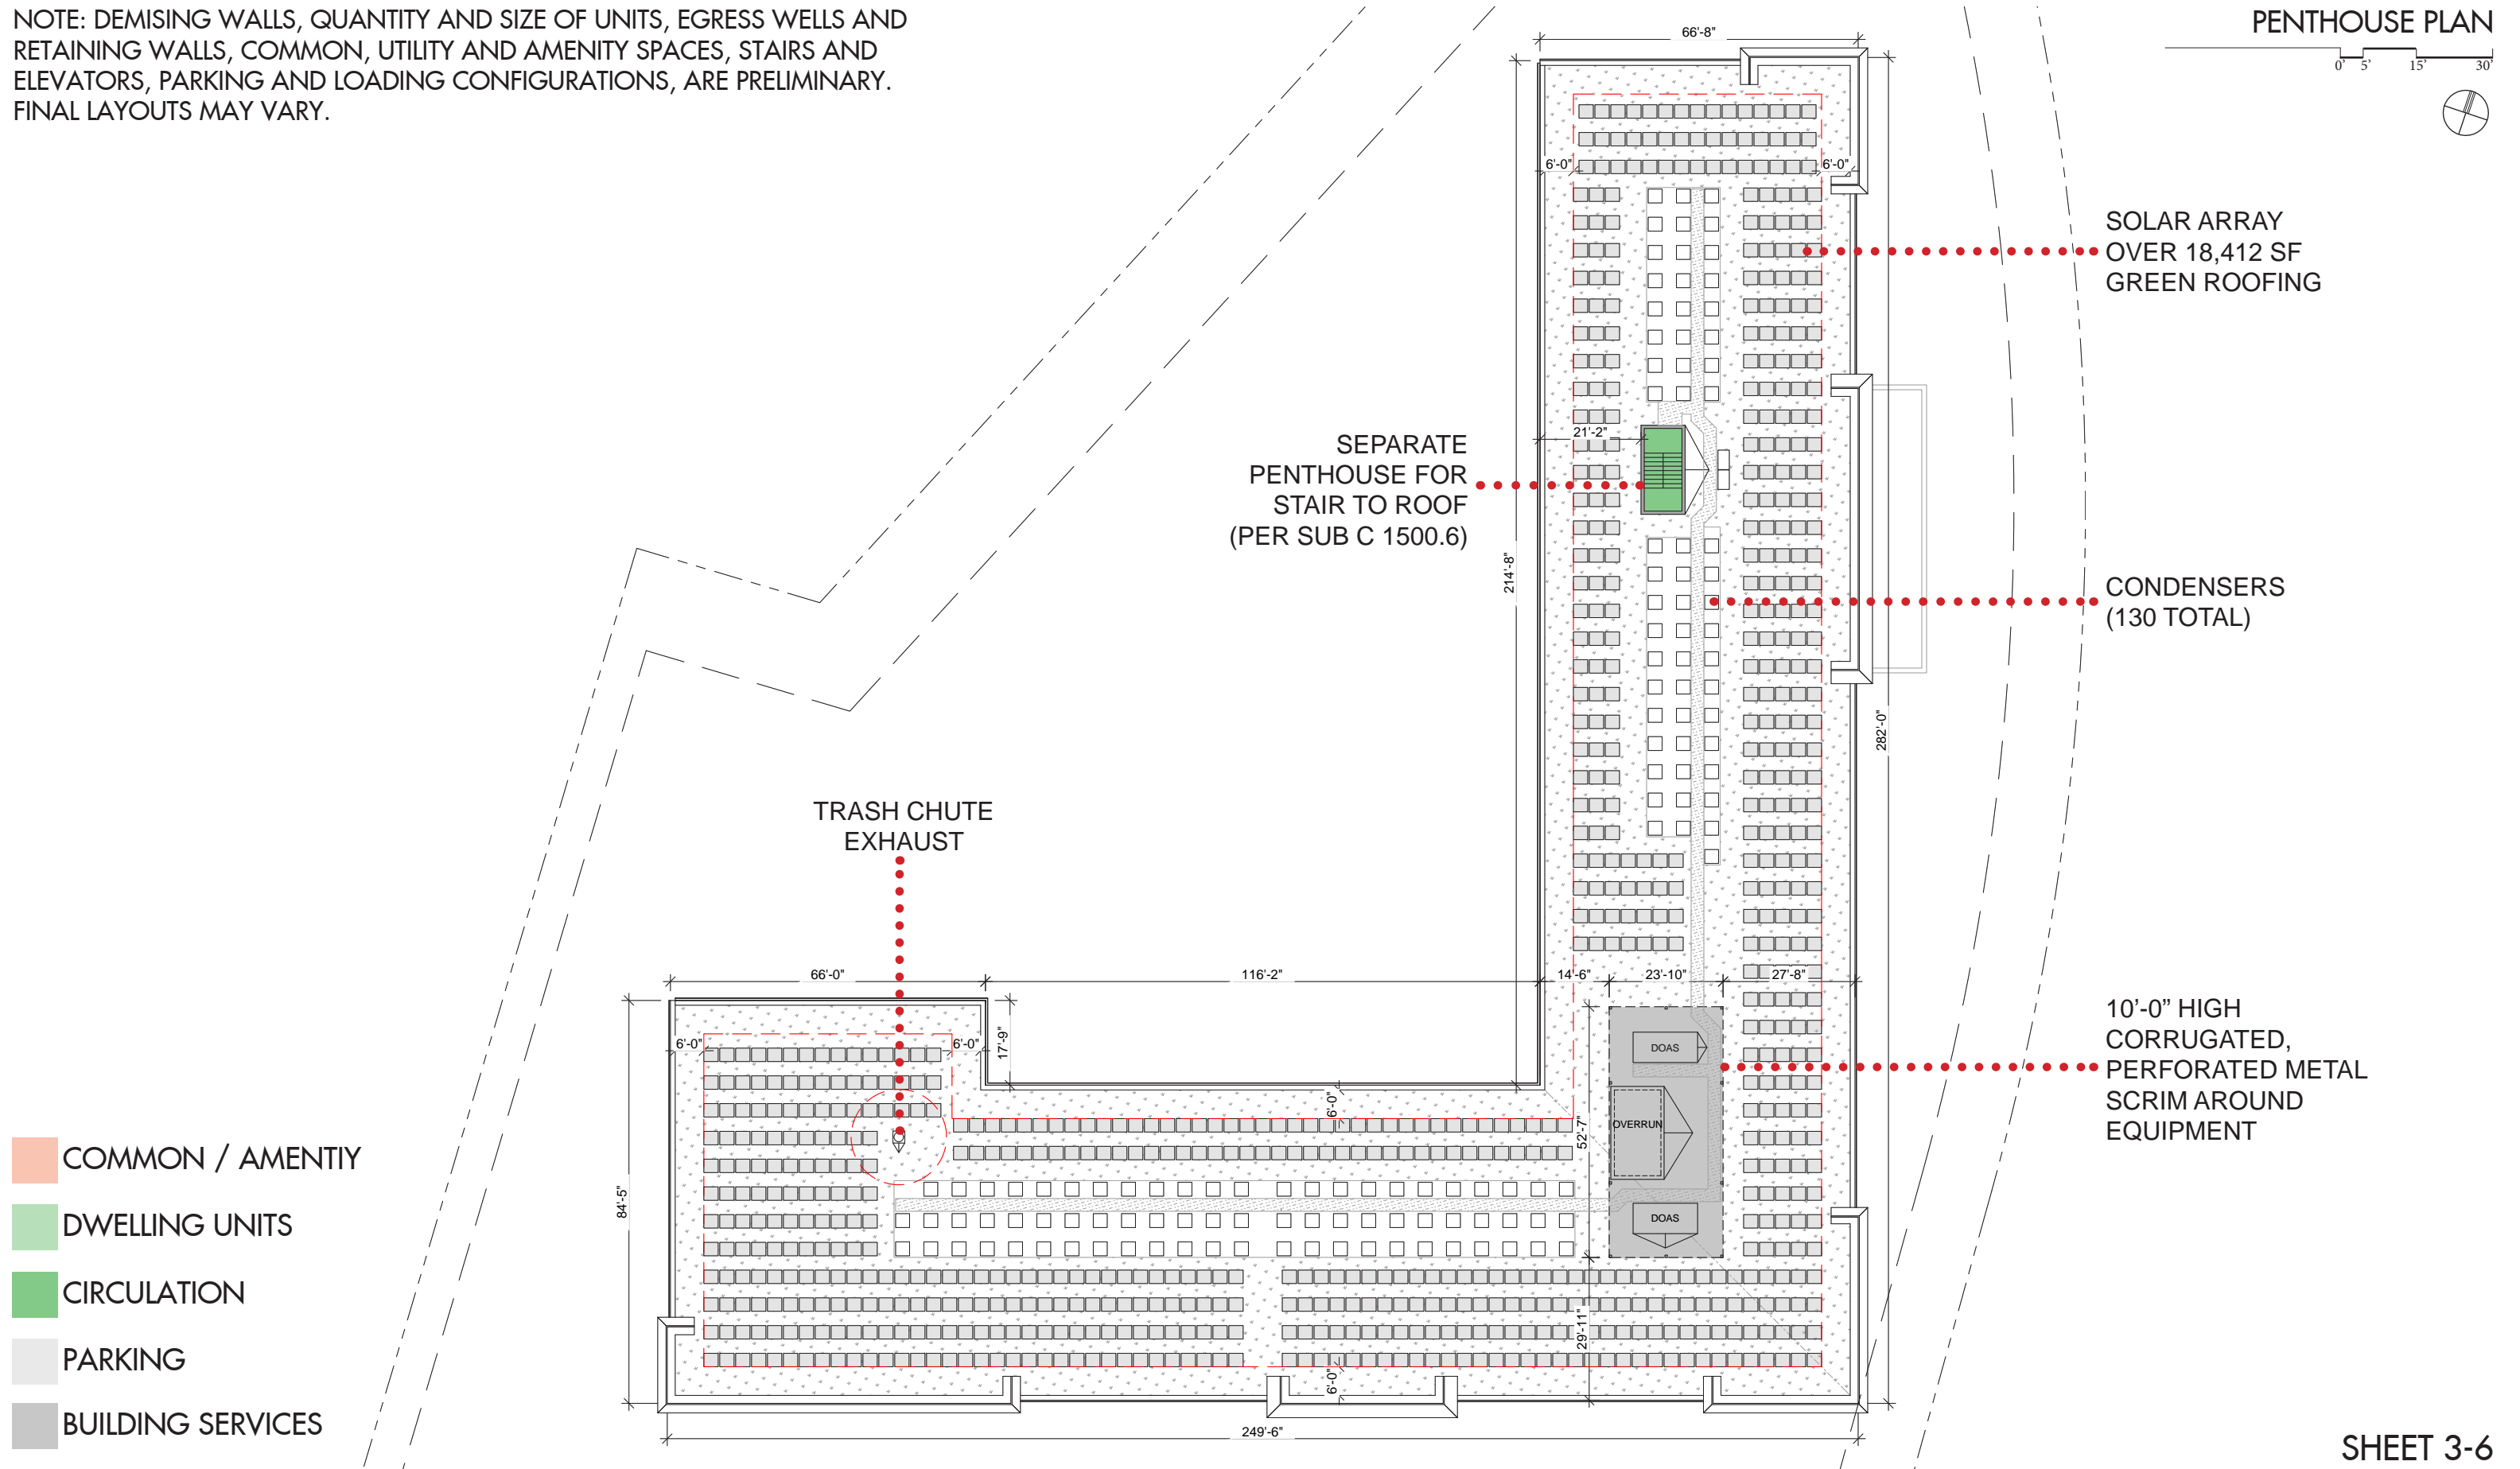 NOTE: DEMISING WALLS, QUANTITY AND SIZE OF UNITS, EGRESS WELLS AND
RETAINING WALLS, COMMON, UTILITY AND AMENITY SPACES, STAIRS AND
ELEVATORS, PARKING AND LOADING CONFIGURATIONS, ARE PRELIMINARY.
FINAL LAYOUTS MAY VARY.
PENTHOUSE PLAN
0' 5' 15' 30'
66'-8"
6'-0"
6'-0"
SOLAR ARRAY
OVER 18,412 SF
GREEN ROOFING
21'-2"
SEPARATE
PENTHOUSE FOR
STAIR TO ROOF
(PER SUB C 1500.6)
214'-8"
CONDENSERS
(130 TOTAL)
282'-0"
TRASH CHUTE
EXHAUST
66'-0"
116'-2"
14'-6"
23'-10"
27'-8"
6'-0"
6'-0"
17'-9"
DOAS
10’-0” HIGH
CORRUGATED,
PERFORATED METAL
SCRIM AROUND
EQUIPMENT
6'-0"
52'-7"
OVERRUN
84'-5"
DOAS
29'-11"
6'-0"
249'-6"
COMMON / AMENTIY
DWELLING UNITS
CIRCULATION
PARKING
BUILDING SERVICES
SHEET 3-6